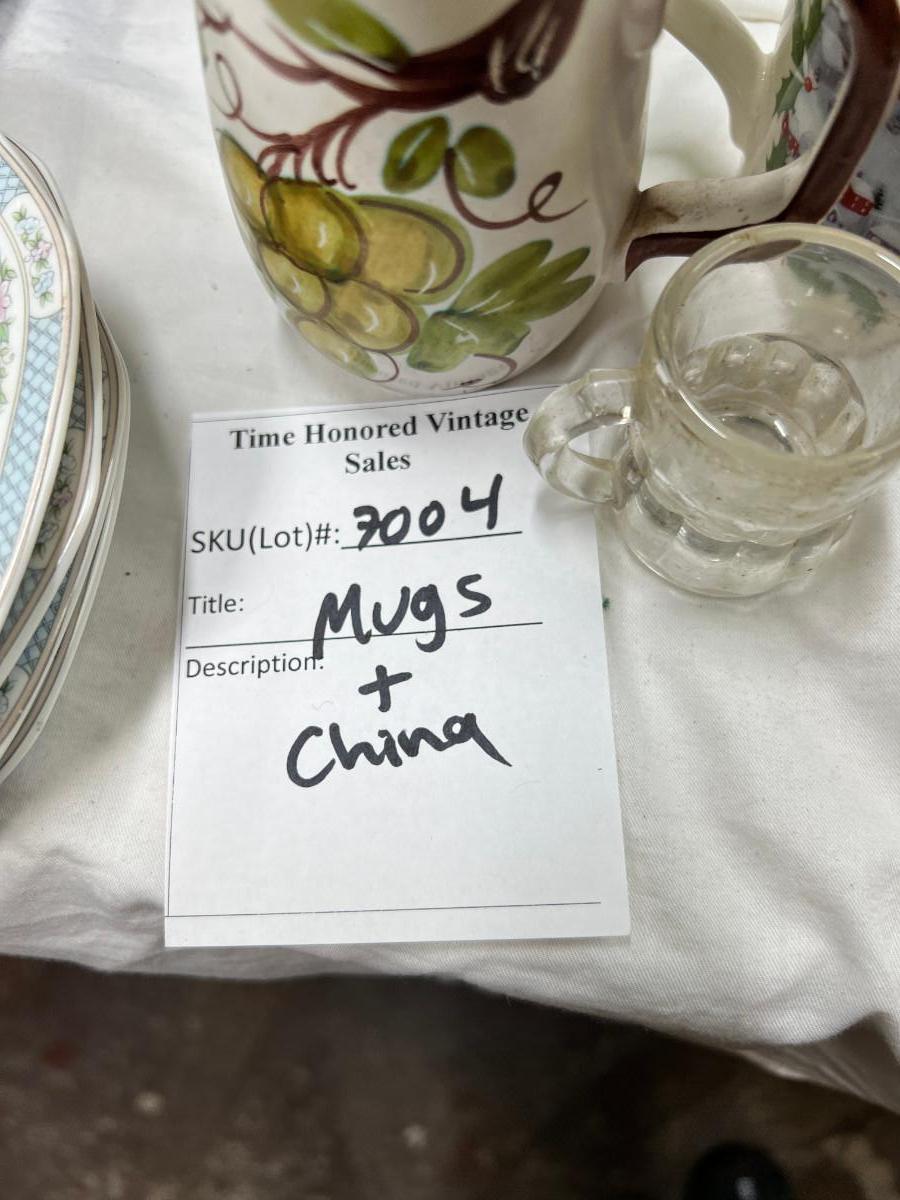 Time Honored Vintage
Sales
SKU(Lot)#: 7004
Title: Mugs
Description:
+
China